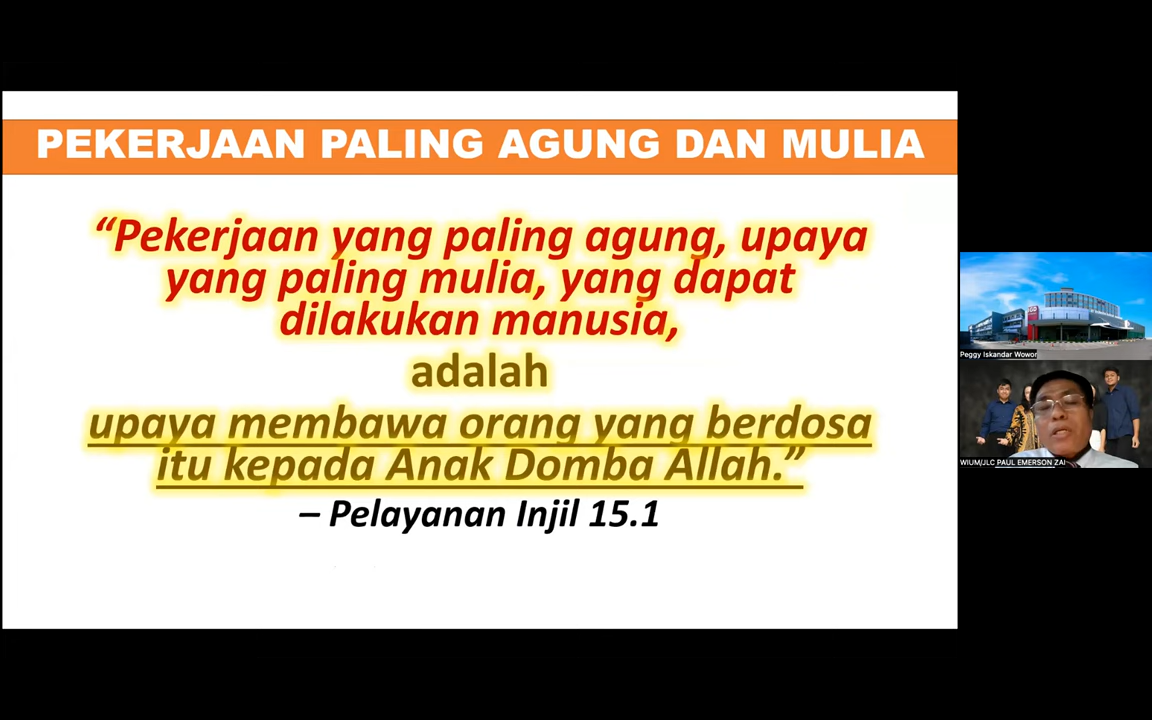 PEKERJAAN PALING AGUNG DAN MULIA
“Pekerjaan yang paling agung, upaya
yang paling mulia, yang dapat
dilakukan manusia,
adalah
upaya membawa orang yang berdosa
itu kepada Anak Domba Allah.”
– Pelayanan Injil 15.1
Peggy Iskandar Wowor
WIUM/JLC PAUL EMERSON ZAI